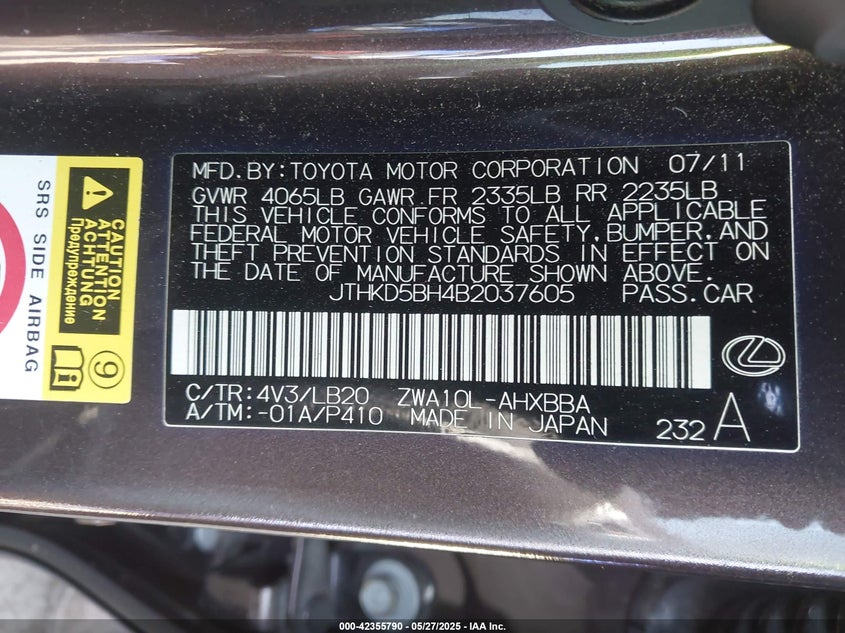 MFD.BY:TOYOTA MOTOR CORPORATION 07/11
GVWR 4065LB GAWR FR 2335LB RR 2235LB
THIS VEHICLE CONFORMS TO ALL APPLICABLE
FEDERAL MOTOR VEHICLE SAFETY,BUMPER,AND
THEFT PREVENTION STANDARDS IN EFFECT ON
THE DATE OF MANUFACTURE SHOWN ABOVE.
JTHKD5BH4B2037605 PASS.CAR
C/TR:4V3/LB20 ZWA10L-AHXBBA
A/TM:-01A/P410 MADE IN JAPAN
232 A
SRS SIDE AIRBAG
CAUTION
ATTENTION
ACHTUNG
Предупреждение
9
000-42355790 - 05/27/2025 - IAA Inc.